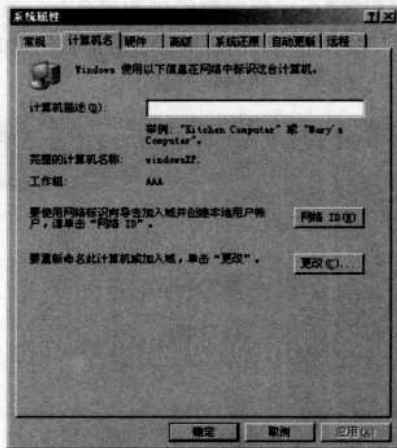 系统属性
常规 计算机名 硬件 高级 系统还原 自动更新 远程
Windows 使用以下信息在网络中标识这台计算机。
计算机描述(D):
举例: "Kitchen Computer" 或 "Mary's
Computer"。
完整的计算机名称: windowsXP.
工作组: AAA
要使用网络标识向导去加入域并创建本地用户帐
户，请单击"网络 ID"。
网络 ID(N)
要重新命名此计算机或加入域，单击"更改"。
更改(C)...
确定 取消 应用(A)